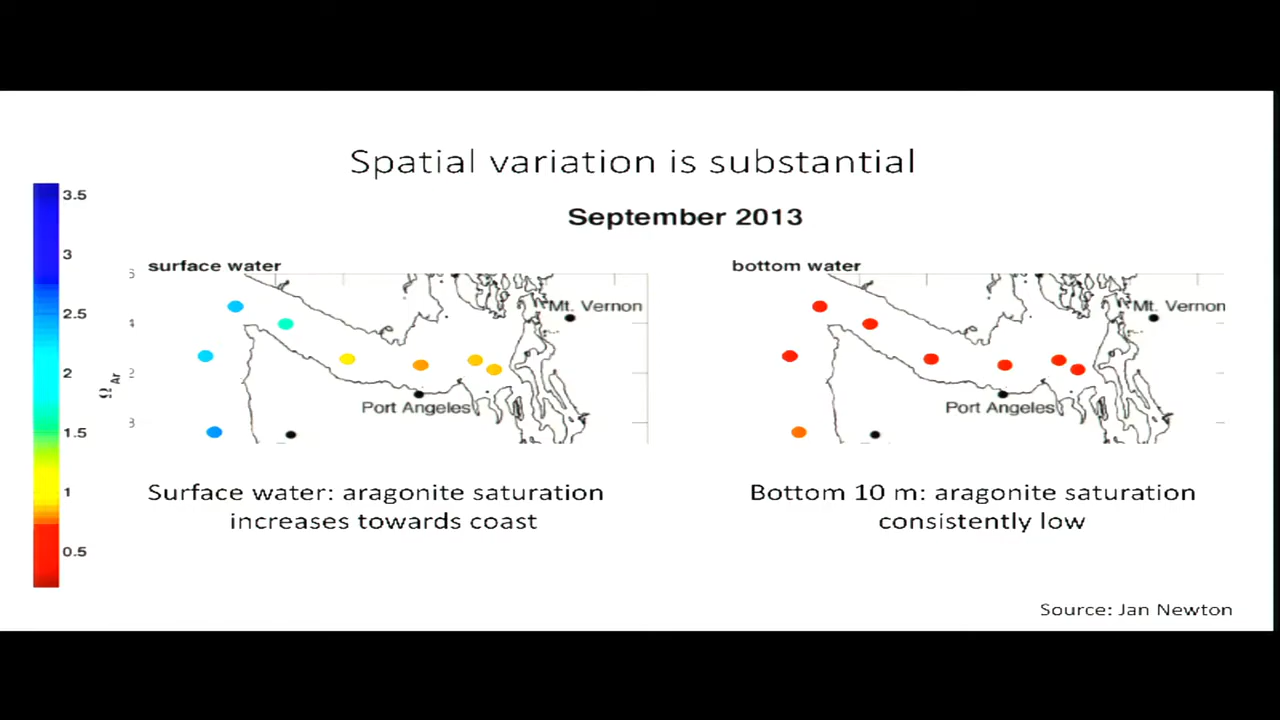 Spatial variation is substantial
September 2013
3.5
3
2.5
2
1.5
1
0.5
Ω Ar
surface water
Mt. Vernon
Port Angeles
bottom water
Mt. Vernon
Port Angeles
Surface water: aragonite saturation
increases towards coast
Bottom 10 m: aragonite saturation
consistently low
Source: Jan Newton